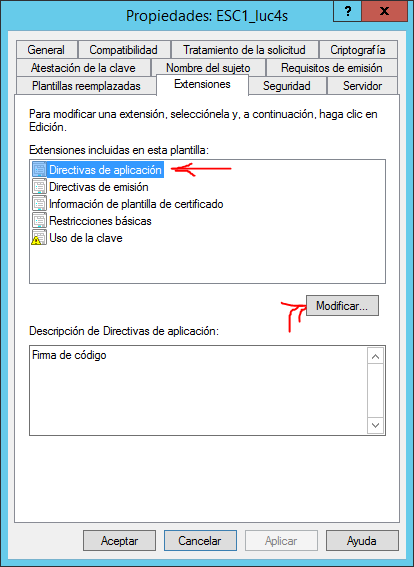 Propiedades: ESC1_luc4s
?
x
General
Compatibilidad
Tratamiento de la solicitud
Criptografía
Atestación de la clave
Nombre del sujeto
Requisitos de emisión
Plantillas reemplazadas
Extensiones
Seguridad
Servidor
Para modificar una extensión, selecciónela y, a continuación, haga clic en
Edición.
Extensiones incluidas en esta plantilla:
Directivas de aplicación
Directivas de emisión
Información de plantilla de certificado
Restricciones básicas
Uso de la clave
Modificar...
Descripción de Directivas de aplicación:
Firma de código
Aceptar
Cancelar
Aplicar
Ayuda